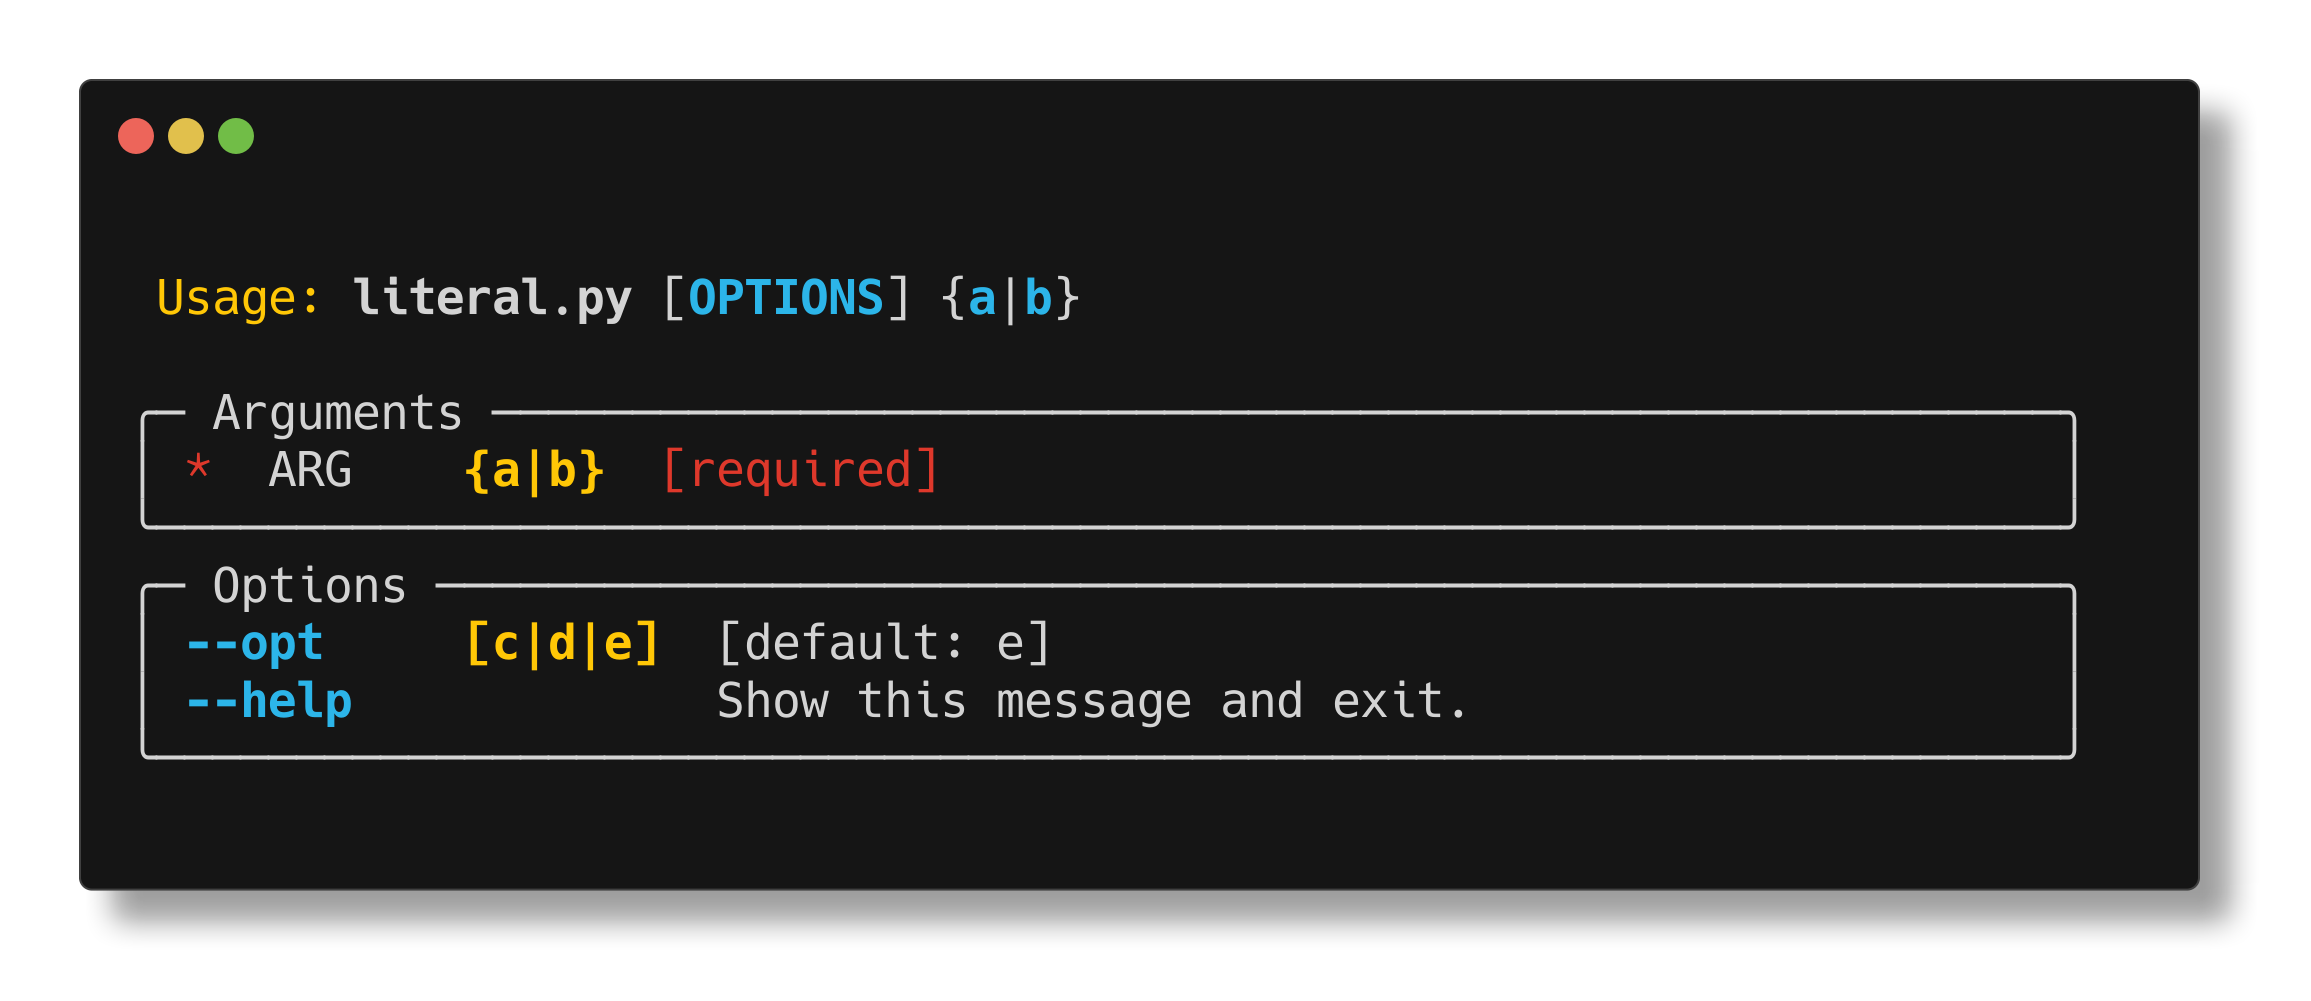 Usage: literal.py [OPTIONS] {a|b}
Arguments
* ARG {a|b} [required]
Options
--opt [c|d|e] [default: e]
--help Show this message and exit.